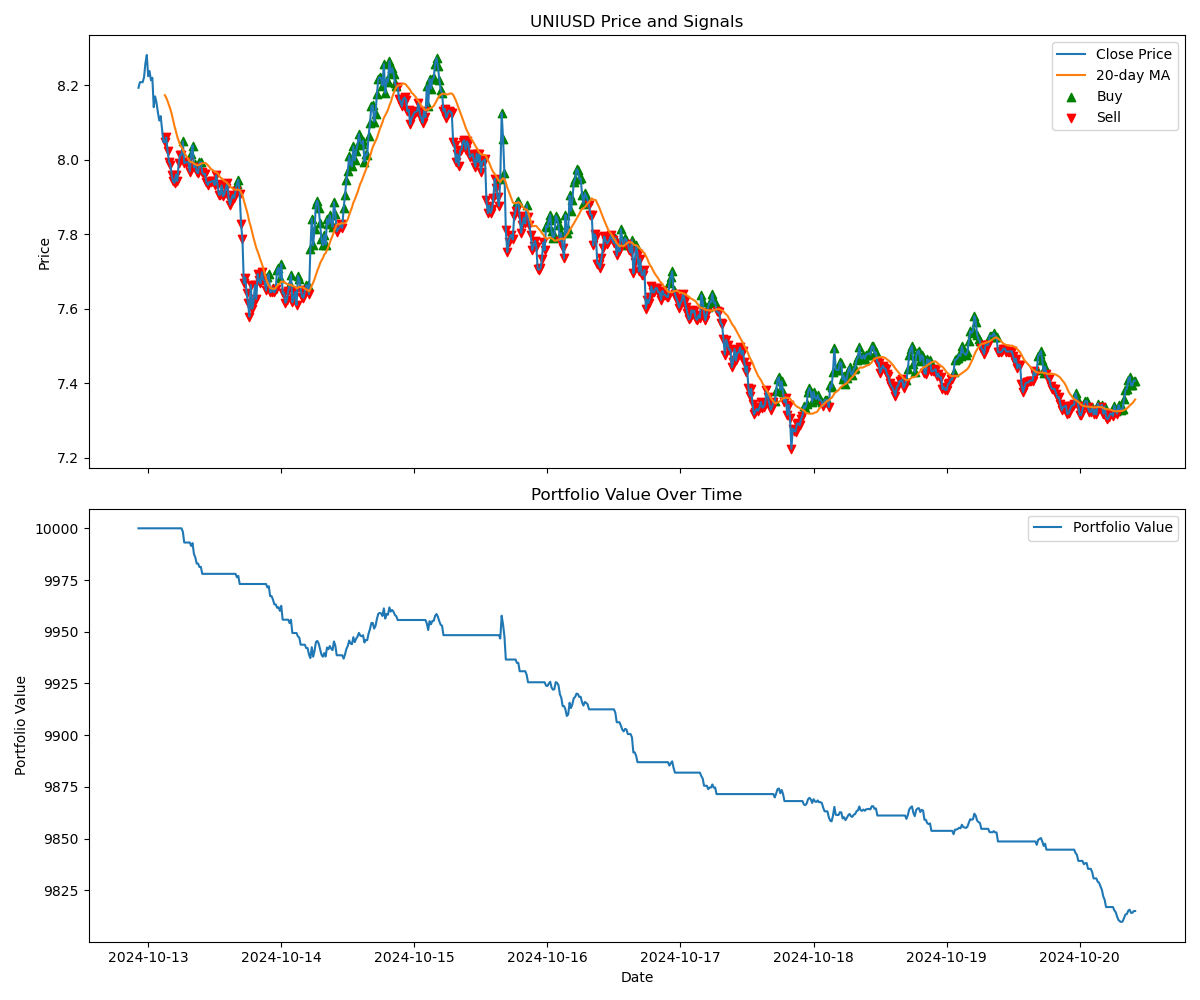 UNIUSD Price and Signals
Price
8.2
8.0
7.8
7.6
7.4
7.2
Close Price
20-day MA
Buy
Sell
Portfolio Value Over Time
Portfolio Value
10000
9975
9950
9925
9900
9875
9850
9825
Portfolio Value
2024-10-13 2024-10-14 2024-10-15 2024-10-16 2024-10-17 2024-10-18 2024-10-19 2024-10-20
Date